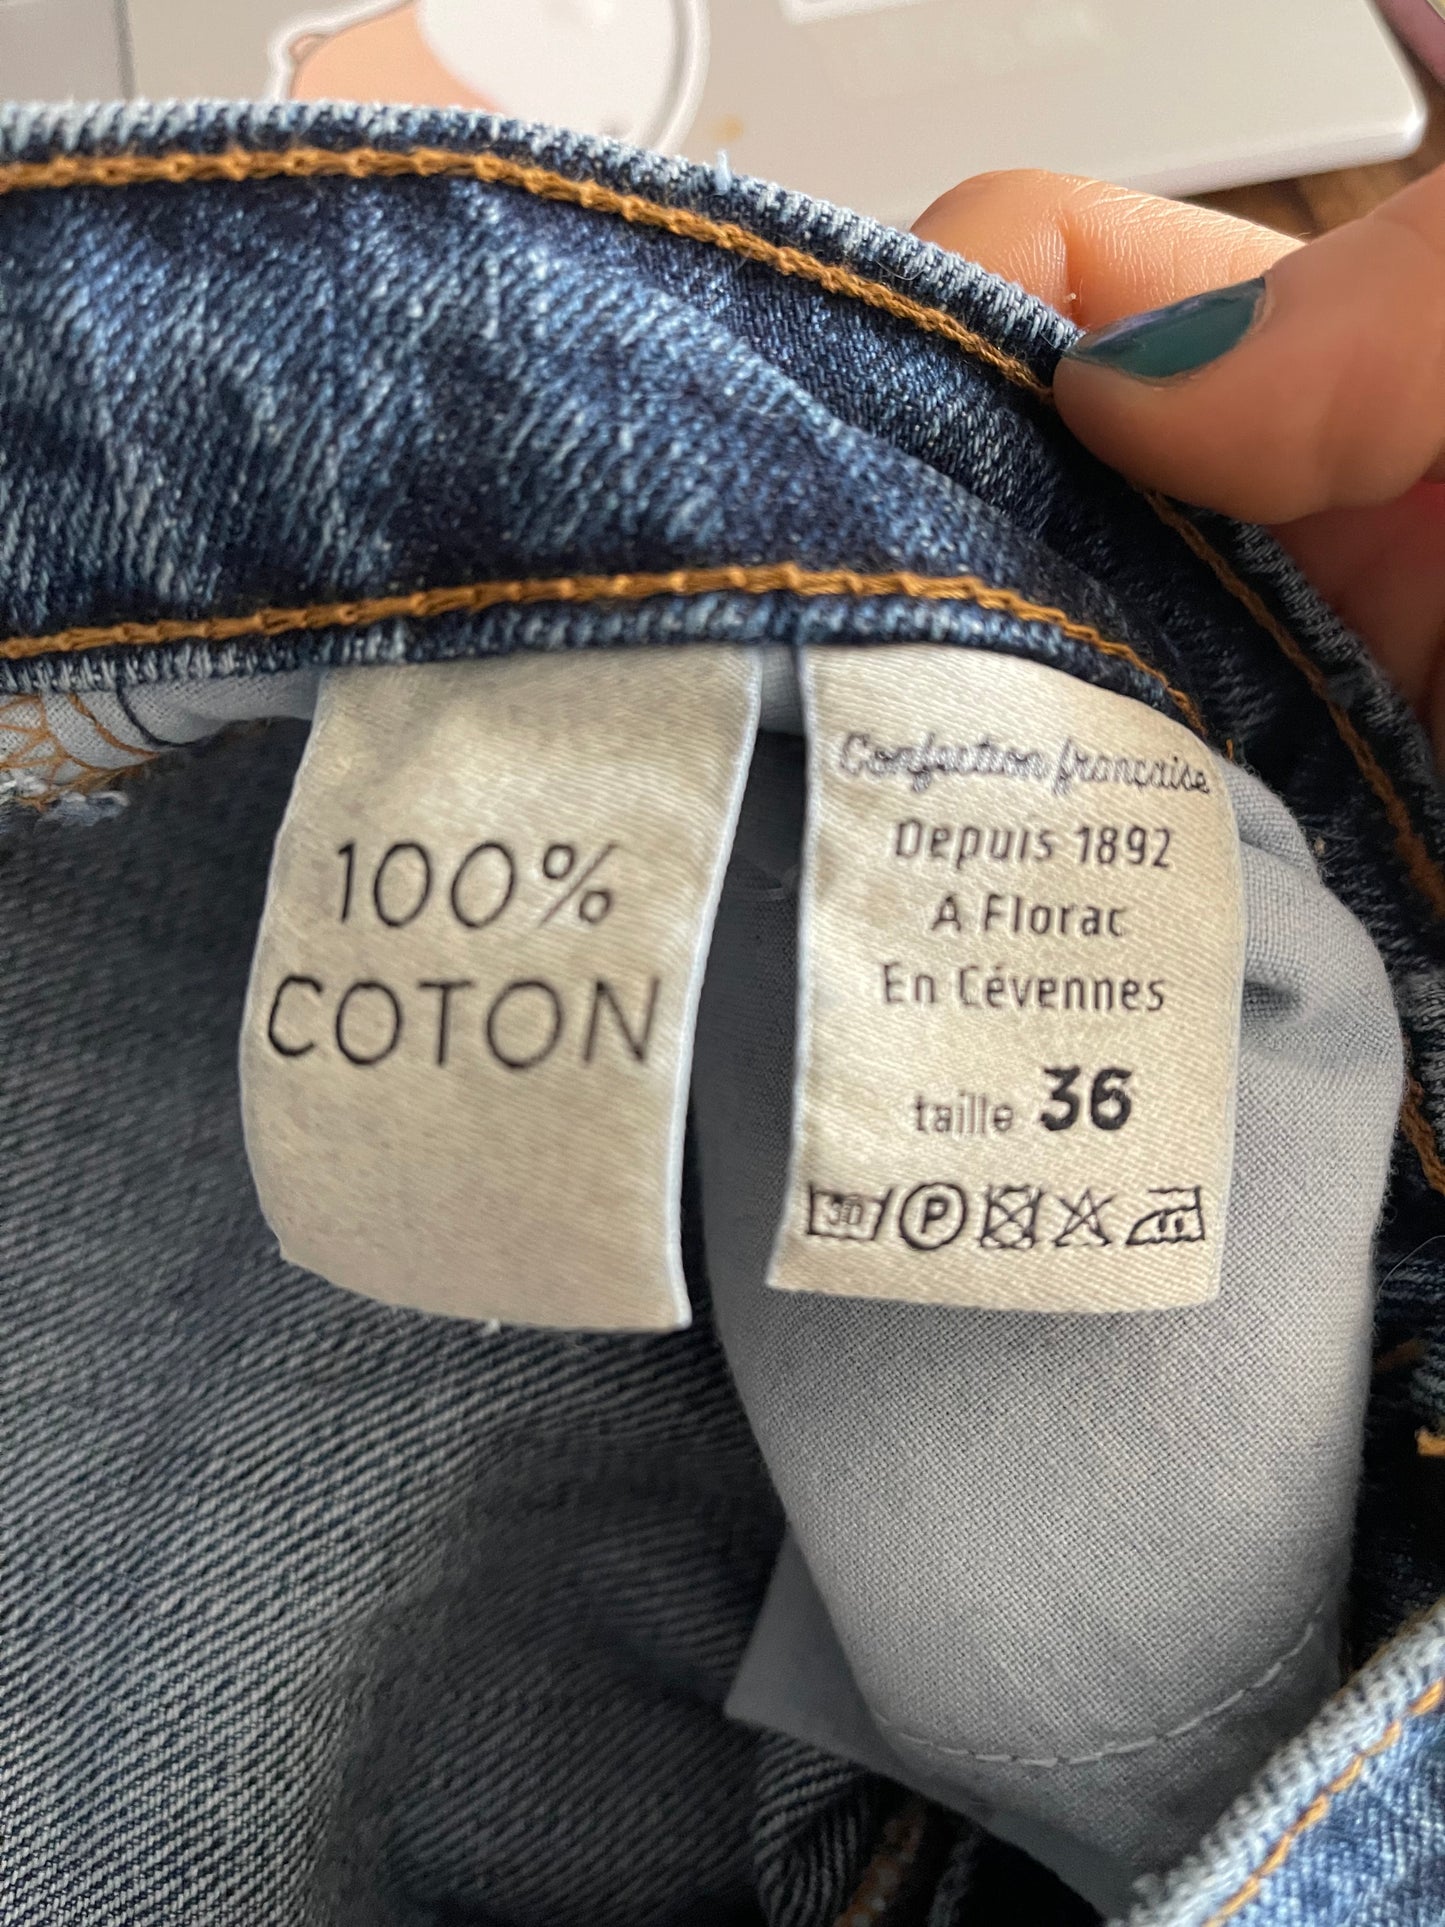 100%
COTON
Confection française
Depuis 1892
A Florac
En Cévennes
taille 36
30 P